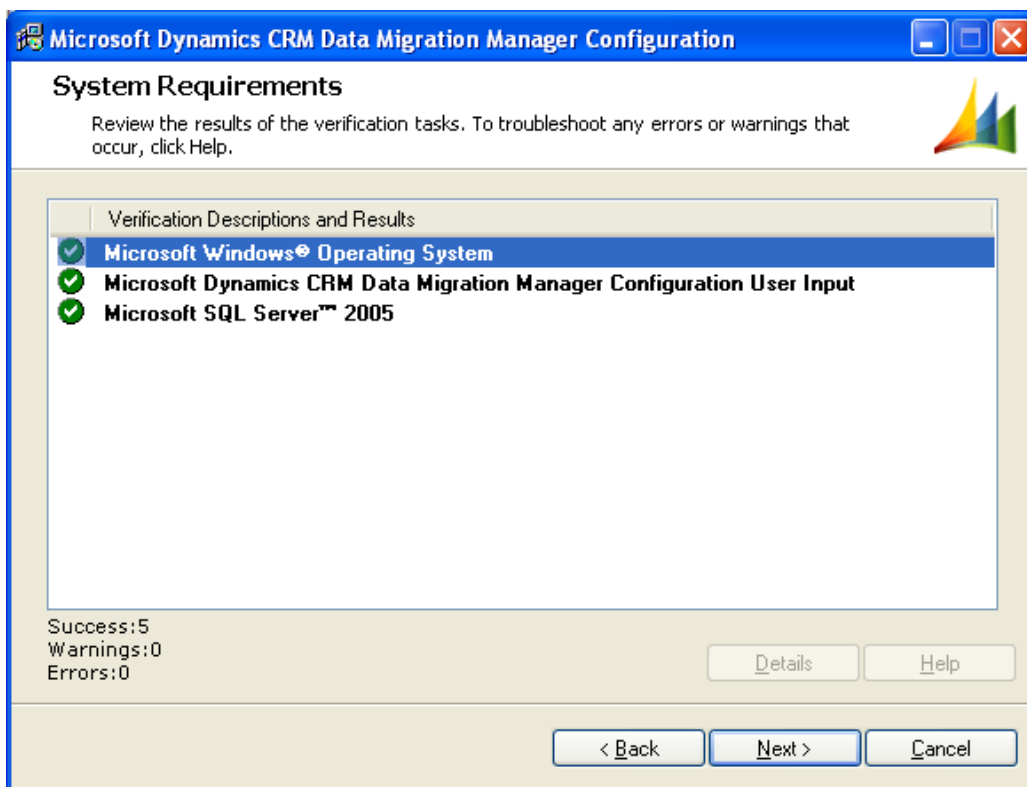 Microsoft Dynamics CRM Data Migration Manager Configuration
System Requirements
Review the results of the verification tasks. To troubleshoot any errors or warnings that
occur, click Help.
Verification Descriptions and Results
Microsoft Windows® Operating System
Microsoft Dynamics CRM Data Migration Manager Configuration User Input
Microsoft SQL Server™ 2005
Success:5
Warnings:0
Errors:0
Details
Help
< Back
Next >
Cancel